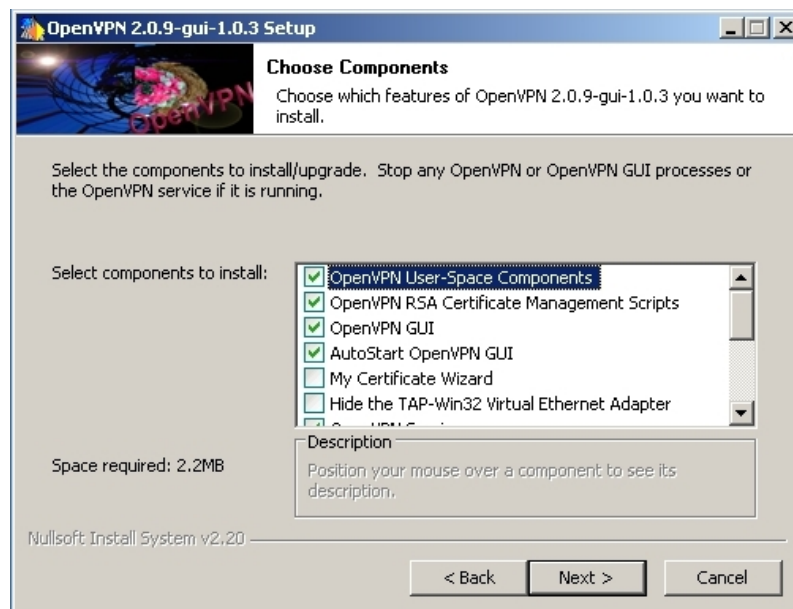 OpenVPN 2.0.9-gui-1.0.3 Setup
OpenVPN
Choose Components
Choose which features of OpenVPN 2.0.9-gui-1.0.3 you want to
install.
Select the components to install/upgrade.  Stop any OpenVPN or OpenVPN GUI processes or
the OpenVPN service if it is running.
Select components to install:
OpenVPN User-Space Components
OpenVPN RSA Certificate Management Scripts
OpenVPN GUI
AutoStart OpenVPN GUI
My Certificate Wizard
Hide the TAP-Win32 Virtual Ethernet Adapter
Space required: 2.2MB
Description
Position your mouse over a component to see its
description.
Nullsoft Install System v2.20
< Back
Next >
Cancel